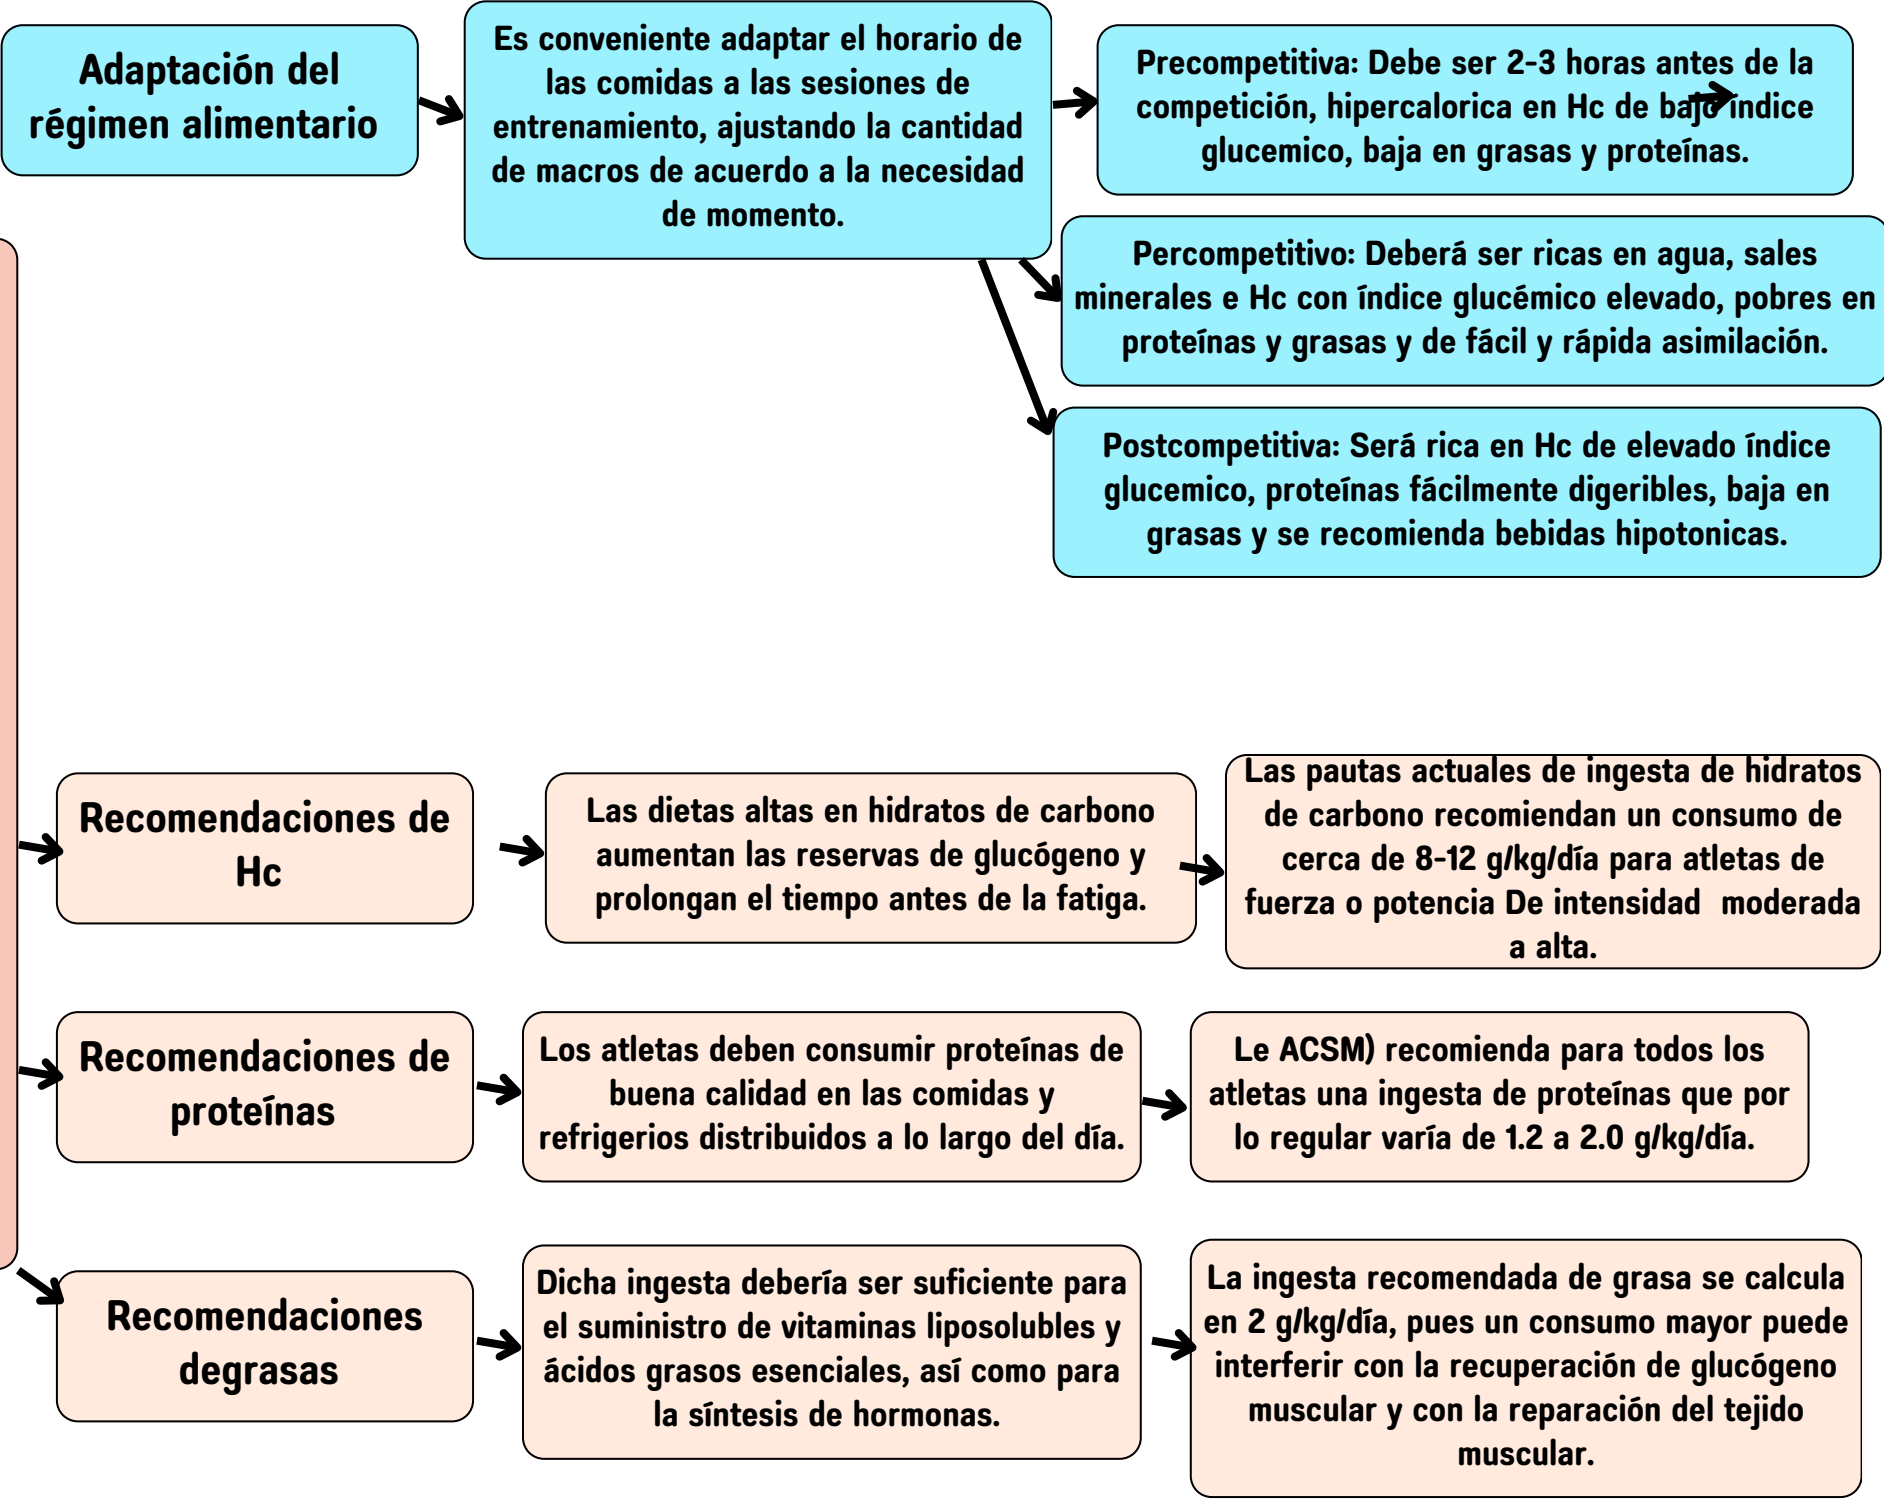 Adaptación del
régimen alimentario
Es conveniente adaptar el horario de
las comidas a las sesiones de
entrenamiento, ajustando la cantidad
de macros de acuerdo a la necesidad
de momento.
Precompetitiva: Debe ser 2-3 horas antes de la
competición, hipercalorica en Hc de bajo índice
glucemico, baja en grasas y proteínas.
Percompetitivo: Deberá ser ricas en agua, sales
minerales e Hc con índice glucémico elevado, pobres en
proteínas y grasas y de fácil y rápida asimilación.
Postcompetitiva: Será rica en Hc de elevado índice
glucemico, proteínas fácilmente digeribles, baja en
grasas y se recomienda bebidas hipotonicas.
Recomendaciones de
Hc
Las dietas altas en hidratos de carbono
aumentan las reservas de glucógeno y
prolongan el tiempo antes de la fatiga.
Las pautas actuales de ingesta de hidratos
de carbono recomiendan un consumo de
cerca de 8-12 g/kg/día para atletas de
fuerza o potencia De intensidad moderada
a alta.
Recomendaciones de
proteínas
Los atletas deben consumir proteínas de
buena calidad en las comidas y
refrigerios distribuidos a lo largo del día.
Le ACSM) recomienda para todos los
atletas una ingesta de proteínas que por
lo regular varía de 1.2 a 2.0 g/kg/día.
Recomendaciones
degrasas
Dicha ingesta debería ser suficiente para
el suministro de vitaminas liposolubles y
ácidos grasos esenciales, así como para
la síntesis de hormonas.
La ingesta recomendada de grasa se calcula
en 2 g/kg/día, pues un consumo mayor puede
interferir con la recuperación de glucógeno
muscular y con la reparación del tejido
muscular.